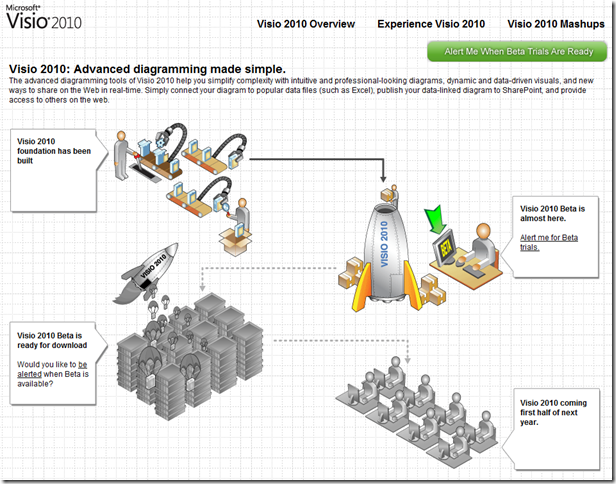 Microsoft®
Visio® 2010
Visio 2010 Overview Experience Visio 2010 Visio 2010 Mashups
Alert Me When Beta Trials Are Ready
Visio 2010: Advanced diagramming made simple.
The advanced diagramming tools of Visio 2010 help you simplify complexity with intuitive and professional-looking diagrams, dynamic and data-driven visuals, and new
ways to share on the Web in real-time. Simply connect your diagram to popular data files (such as Excel), publish your data-linked diagram to SharePoint, and provide
access to others on the web.
Visio 2010
foundation has been
built
VISIO 2010
Visio 2010 Beta is
almost here.
Alert me for Beta
trials.
VISIO 2010
Visio 2010 Beta is
ready for download
Would you like to be
alerted when Beta is
available?
Visio 2010 coming
first half of next
year.